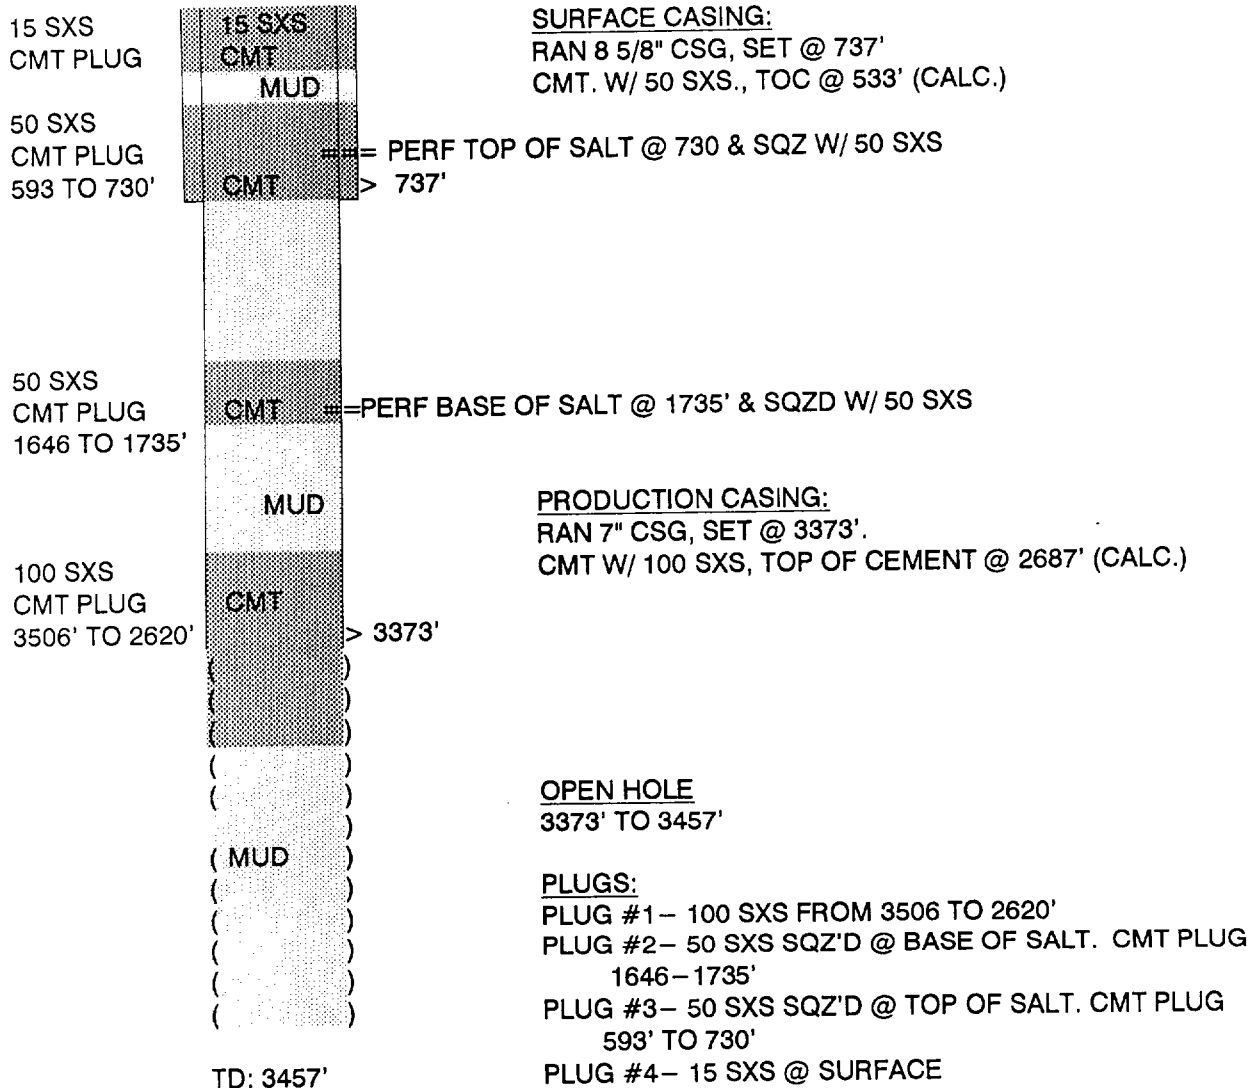 15 SXS
CMT PLUG
15 SXS
CMT
MUD
SURFACE CASING:
RAN 8 5/8" CSG, SET @ 737'
CMT. W/ 50 SXS., TOC @ 533' (CALC.)
50 SXS
CMT PLUG
593 TO 730'
CMT
== PERF TOP OF SALT @ 730 & SQZ W/ 50 SXS
> 737'
50 SXS
CMT PLUG
1646 TO 1735'
CMT
==PERF BASE OF SALT @ 1735' & SQZD W/ 50 SXS
MUD
PRODUCTION CASING:
RAN 7" CSG, SET @ 3373'.
CMT W/ 100 SXS, TOP OF CEMENT @ 2687' (CALC.)
100 SXS
CMT PLUG
3506' TO 2620'
CMT
> 3373'
OPEN HOLE
3373' TO 3457'
MUD
PLUGS:
PLUG #1– 100 SXS FROM 3506 TO 2620'
PLUG #2– 50 SXS SQZ'D @ BASE OF SALT. CMT PLUG
1646–1735'
PLUG #3– 50 SXS SQZ'D @ TOP OF SALT. CMT PLUG
593' TO 730'
PLUG #4– 15 SXS @ SURFACE
TD: 3457'